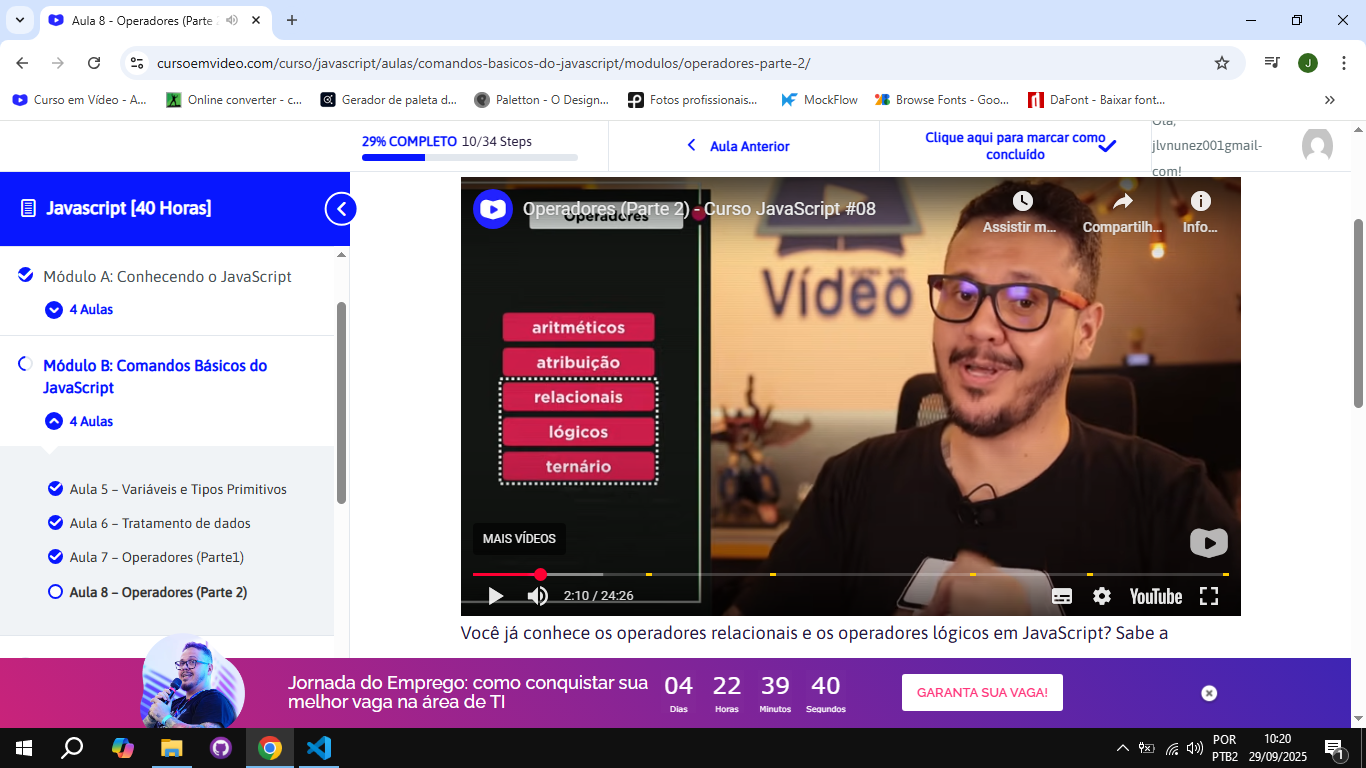 Aula 8 - Operadores (Parte 2
cursoemvideo.com/curso/javascript/aulas/comandos-basicos-do-javascript/modulos/operadores-parte-2/
J
Curso em Vídeo - A...
Online converter - c...
Gerador de paleta d...
Paletton - O Design...
Fotos profissionais...
MockFlow
Browse Fonts - Goo...
DaFont - Baixar font...
29% COMPLETO 10/34 Steps
Aula Anterior
Clique aqui para marcar como
concluído
Olá,
jlvnunez001gmail-
com!
Javascript [40 Horas]
Módulo A: Conhecendo o JavaScript
4 Aulas
Módulo B: Comandos Básicos do
JavaScript
4 Aulas
Aula 5 – Variáveis e Tipos Primitivos
Aula 6 – Tratamento de dados
Aula 7 – Operadores (Parte1)
Aula 8 – Operadores (Parte 2)
Operadores (Parte 2) - Curso JavaScript #08
Operadores
Assistir m...
Compartilh...
Info...
Vídeo
aritméticos
atribuição
relacionais
lógicos
ternário
MAIS VÍDEOS
2:10 / 24:26
YouTube
Você já conhece os operadores relacionais e os operadores lógicos em JavaScript? Sabe a
Jornada do Emprego: como conquistar sua
melhor vaga na área de TI
04 22 39 40
Dias Horas Minutos Segundos
GARANTA SUA VAGA!
POR
PTB2
10:20
29/09/2025
1